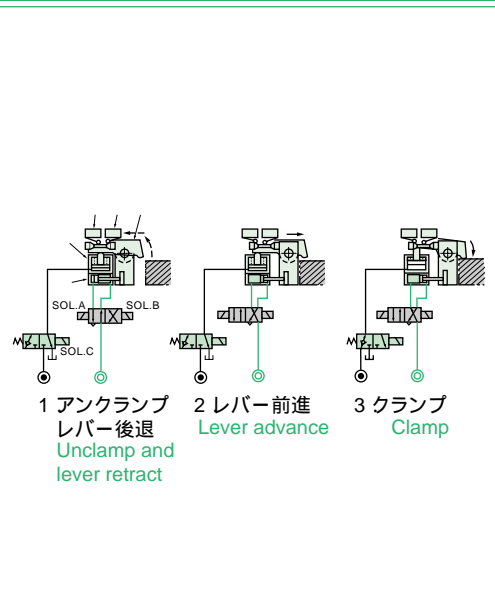 SOL.A
SOL.B
SOL.C
1 アンクランプ
レバー後退
Unclamp and
lever retract
2 レバー前進
Lever advance
3 クランプ
Clamp